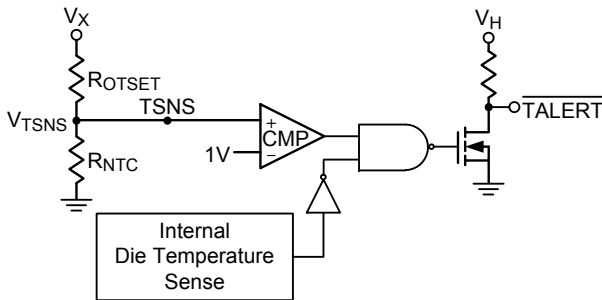 VX
VH
ROTSET
VTSNS
TSNS
TALERT
+
CMP
−
1V
RNTC
Internal
Die Temperature
Sense